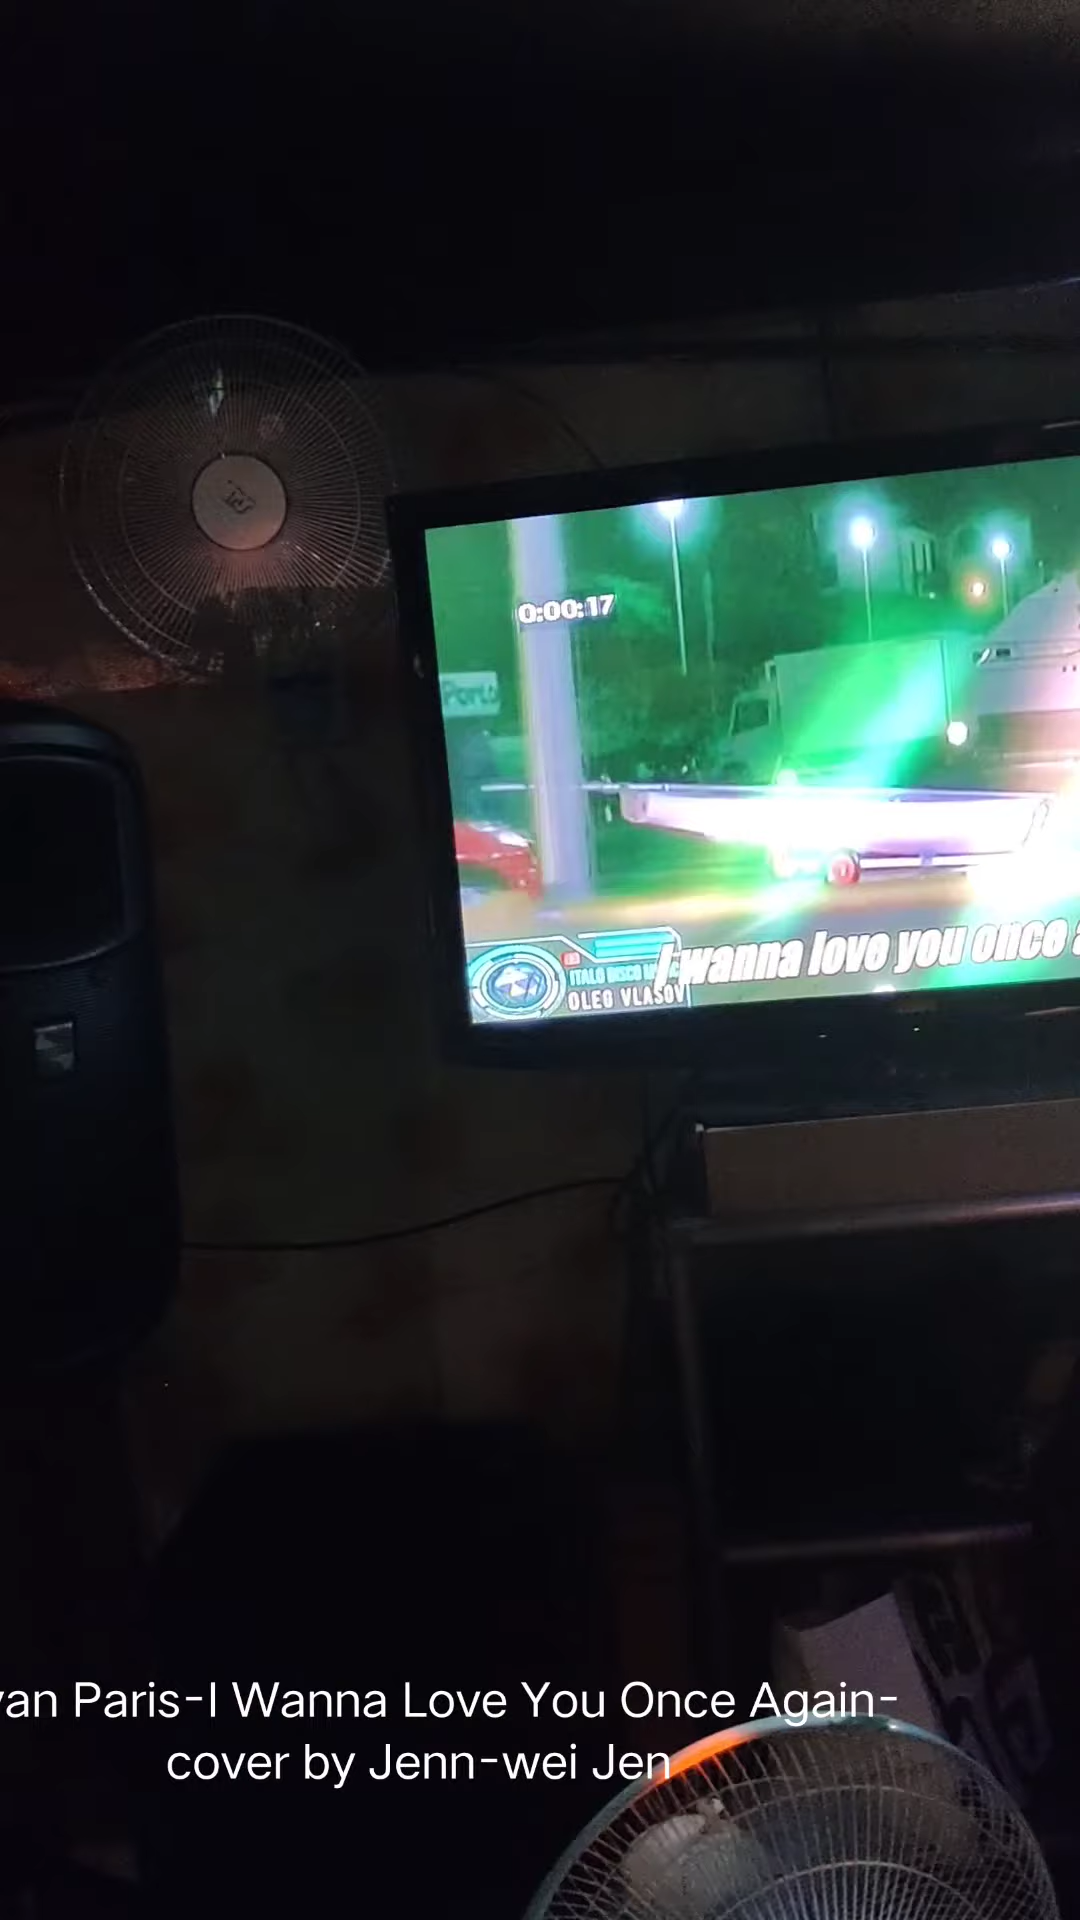 0:00:17
Porto
I wanna love you once
ITALO DISCO
OLEG VLASOV
van Paris-I Wanna Love You Once Again-
cover by Jenn-wei Jen